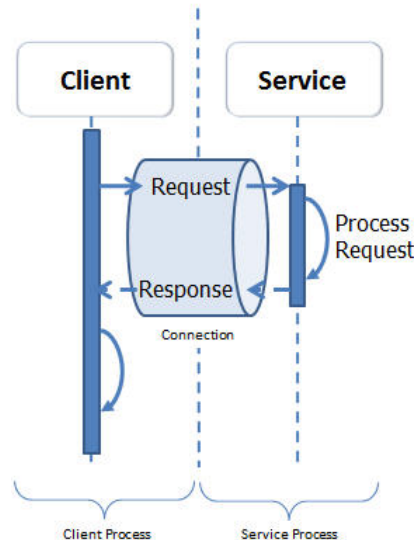 Client
Service
Request
Process
Request
Response
Connection
Client Process
Service Process